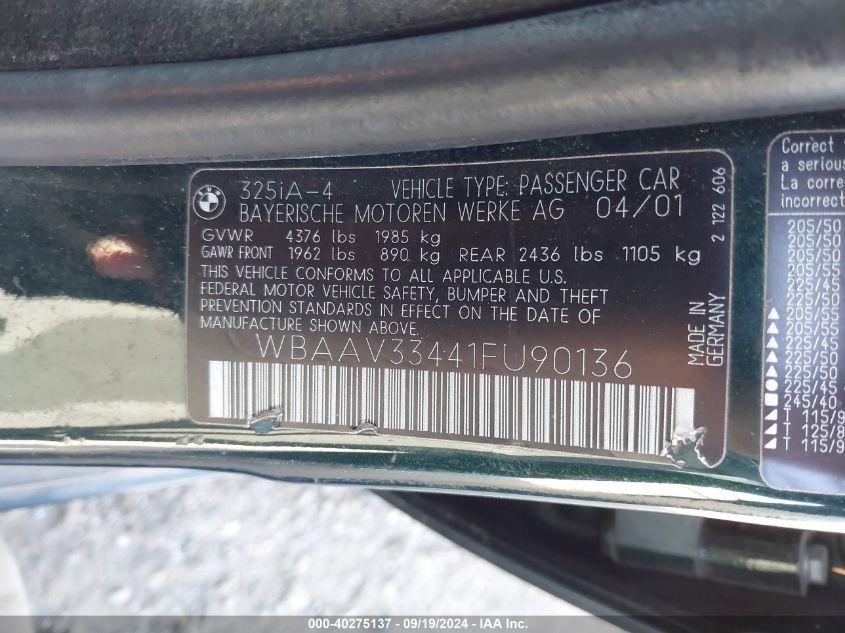 325iA-4 VEHICLE TYPE: PASSENGER CAR
BAYERISCHE MOTOREN WERKE AG 04/01
GVWR 4376 lbs 1985 kg
GAWR FRONT 1962 lbs 890 kg REAR 2436 lbs 1105 kg
THIS VEHICLE CONFORMS TO ALL APPLICABLE U.S.
FEDERAL MOTOR VEHICLE SAFETY, BUMPER AND THEFT
PREVENTION STANDARDS IN EFFECT ON THE DATE OF
MANUFACTURE SHOWN ABOVE.
WBAAV33441FU90136
MADE IN
GERMANY
2 122 606
Correct
a serious
La correc
incorrect
205/50
205/50
205/50
205/55
225/45
225/50
205/50
▲ 205/55
▲ 205/55
▲ 225/50
● 225/45
■ 225/45
● 245/40
T 115/9
T 125/8
T 115/9
000-40275137 - 09/19/2024 - IAA Inc.